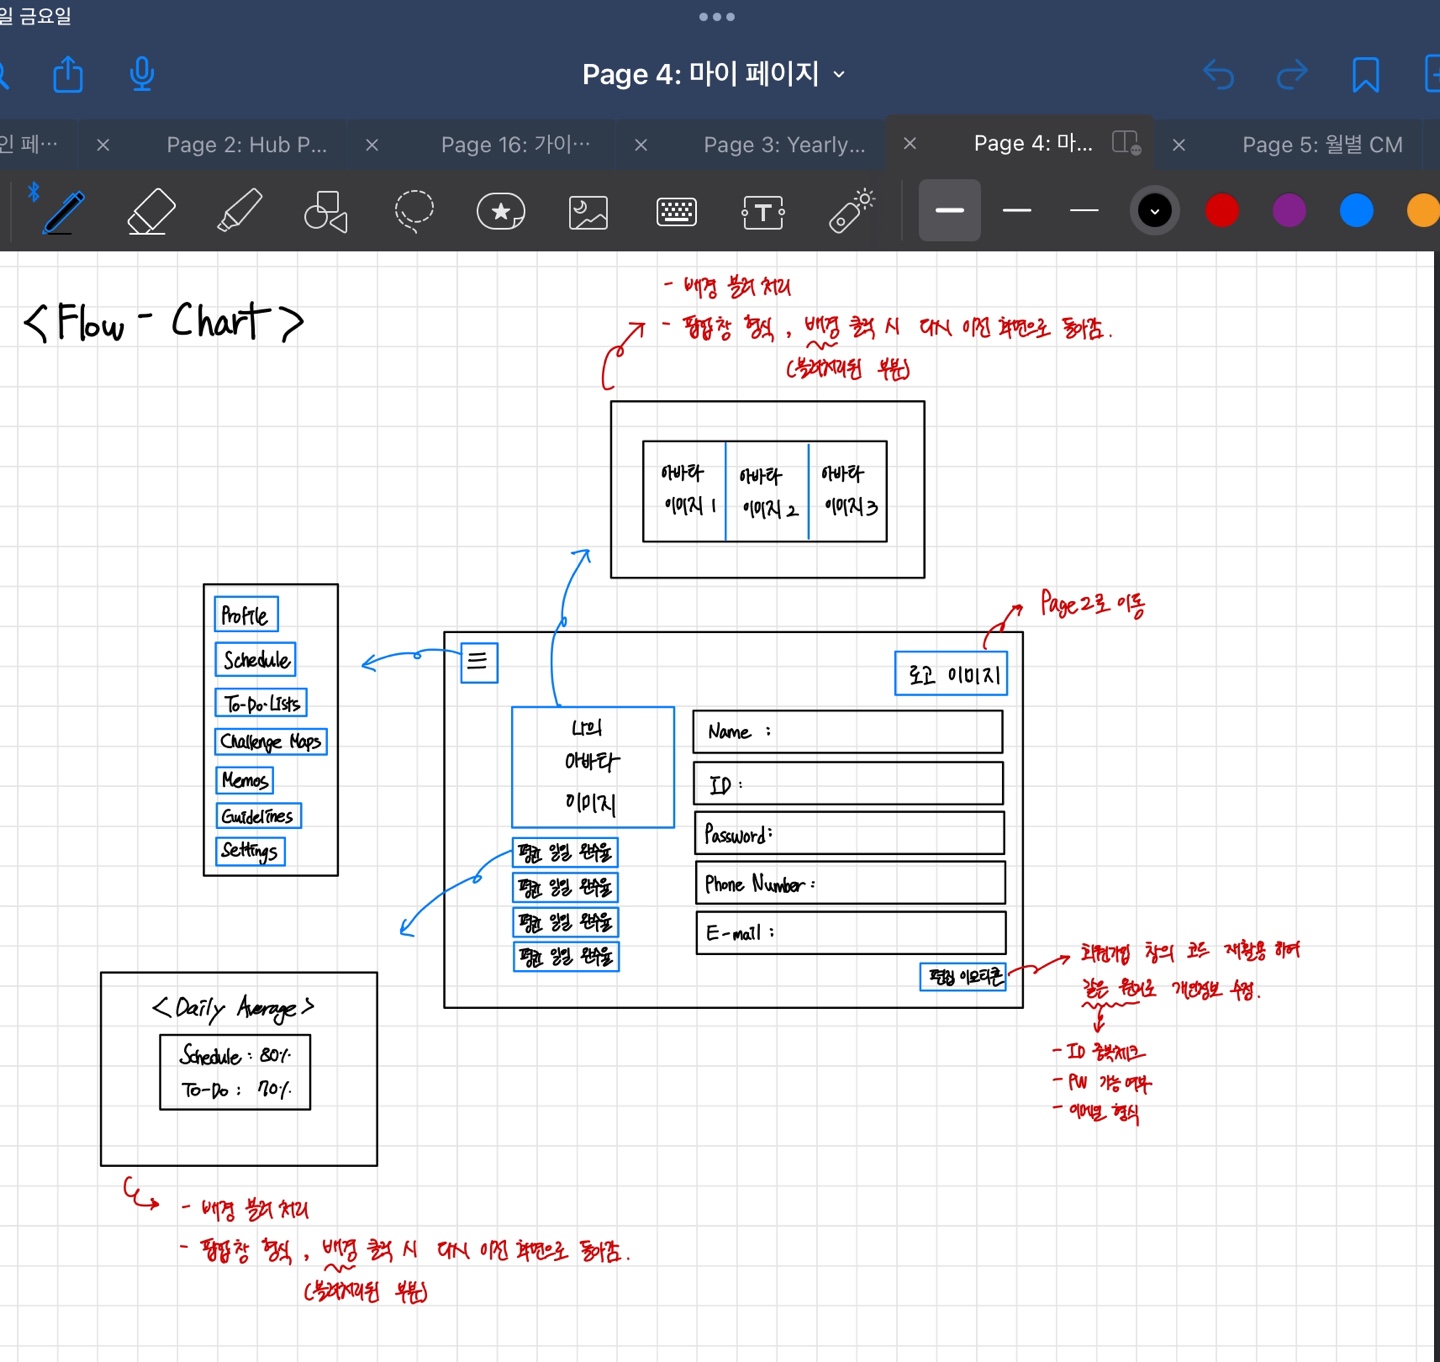 일 금요일
Page 4: 마이 페이지
인 페…
Page 2: Hub P...
Page 16: 가이…
Page 3: Yearly...
Page 4: 마...
Page 5: 월별 CM
T
<Flow - Chart>
- 배경 블러 처리
- 팝업창 형식, 배경 클릭 시 다시 이전 화면으로 돌아감.
(블러처리된 부분)
아바타
이미지 1
아바타
이미지 2
아바타
이미지 3
Page 2로 이동
Profile
Schedule
To-Do-Lists
Challenge Maps
Memos
Guidelines
Settings
로고 이미지
나의
아바타
이미지
Name :
ID :
Password :
Phone Number :
E-mail :
평균 일일 완수율
평균 일일 완수율
평균 일일 완수율
평균 일일 완수율
편집 이모티콘
회원가입 창의 코드 재활용 하여
같은 원리로 개인정보 수정.
- ID 중복체크
- PW 가능 여부
- 이메일 형식
<Daily Average>
Schedule : 80%
To-Do : 70%
- 배경 블러 처리
- 팝업창 형식, 배경 클릭 시 다시 이전 화면으로 돌아감.
(블러처리된 부분)